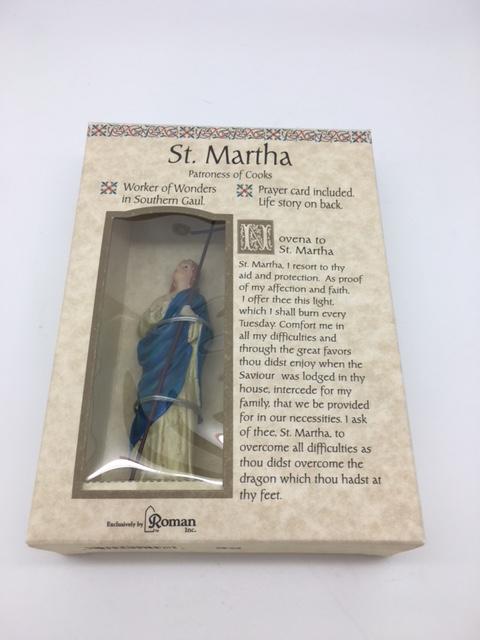 St. Martha
Patroness of Cooks
Worker of Wonders
in Southern Gaul.
Prayer card included.
Life story on back.
Novena to
St. Martha
St. Martha, I resort to thy
aid and protection. As proof
of my affection and faith,
I offer thee this light,
which I shall burn every
Tuesday. Comfort me in
all my difficulties and
through the great favors
thou didst enjoy when the
Saviour was lodged in thy
house, intercede for my
family, that we be provided
for in our necessities. I ask
of thee, St. Martha, to
overcome all difficulties as
thou didst overcome the
dragon which thou hadst at
thy feet.
Exclusively by Roman
Inc.